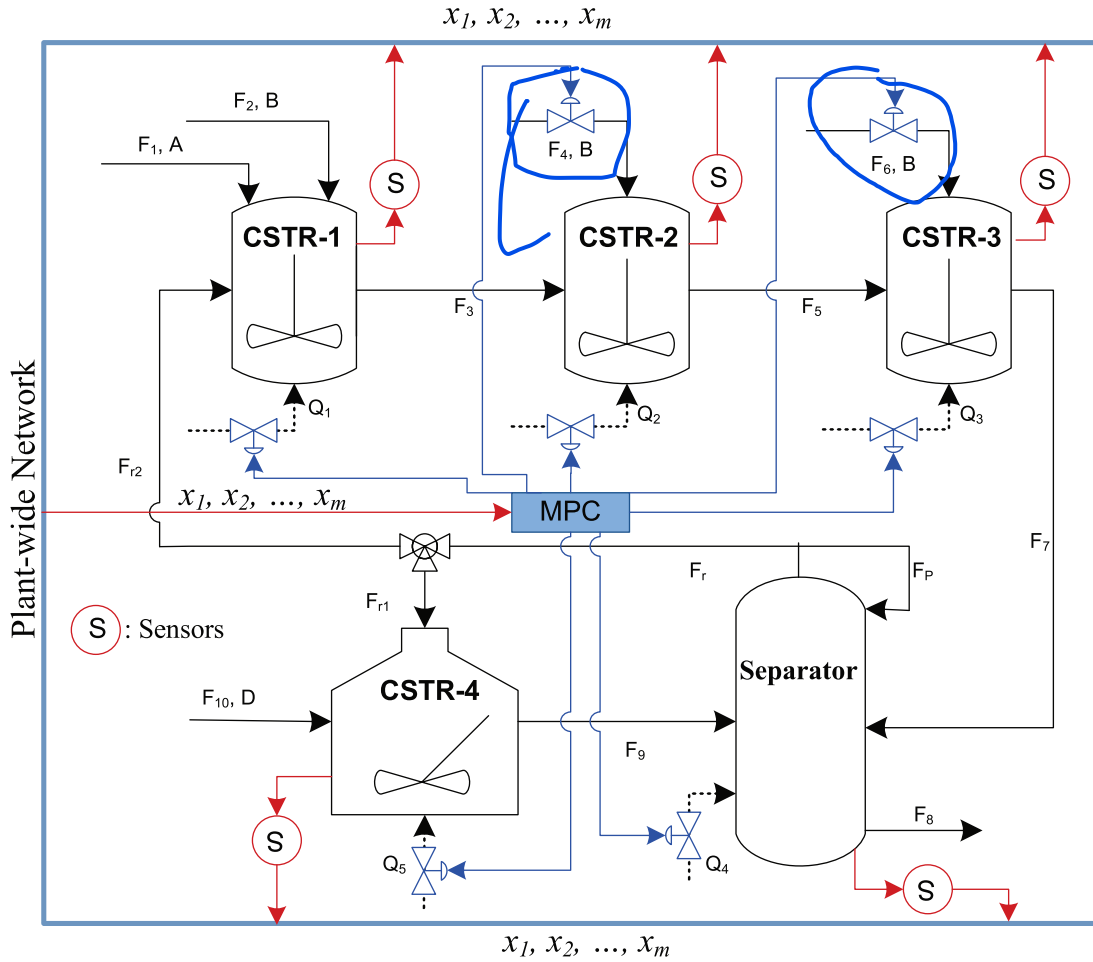 x1, x2, ..., xm
F2, B
F1, A
F4, B
F6, B
S
S
S
CSTR-1
CSTR-2
CSTR-3
F3
F5
Q1
Q2
Q3
Plant-wide Network
Fr2
x1, x2, ..., xm
MPC
F7
Fr
FP
Fr1
S : Sensors
CSTR-4
Separator
F10, D
F9
F8
S
Q5
Q4
S
x1, x2, ..., xm